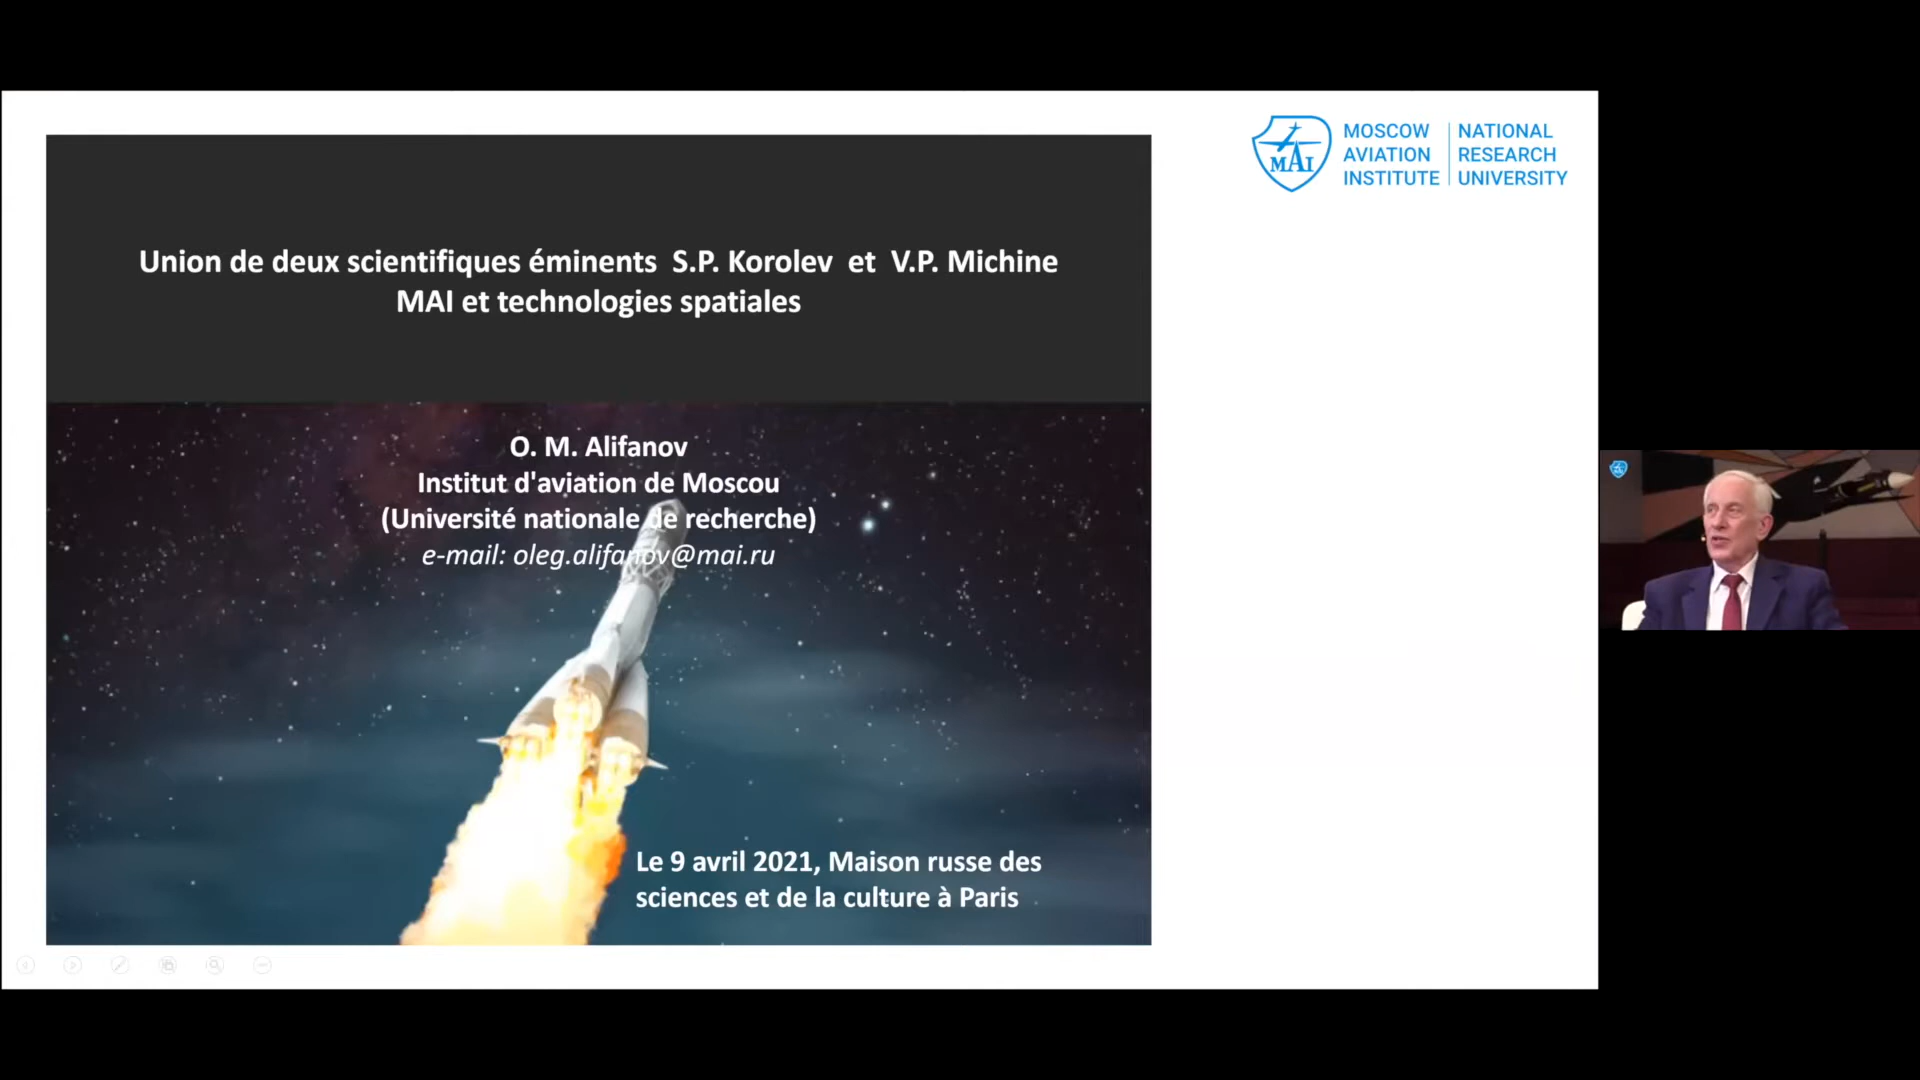 MOSCOW
AVIATION
INSTITUTE
NATIONAL
RESEARCH
UNIVERSITY
MAI
Union de deux scientifiques éminents S.P. Korolev et V.P. Michine
MAI et technologies spatiales
O. M. Alifanov
Institut d'aviation de Moscou
(Université nationale de recherche)
e-mail: oleg.alifanov@mai.ru
Le 9 avril 2021, Maison russe des
sciences et de la culture à Paris